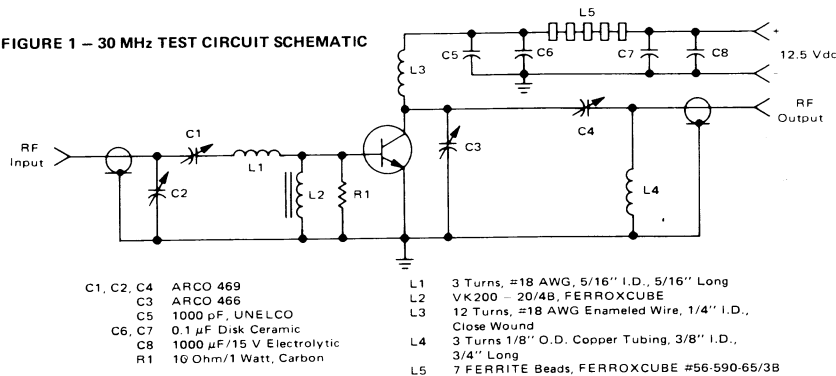 FIGURE 1 – 30 MHz TEST CIRCUIT SCHEMATIC
L5
+
C5
C6
C7
C8
12.5 Vdc
–
L3
RF
Input
C1
C2
L1
L2
R1
C3
C4
L4
RF
Output
C1, C2, C4 ARCO 469
C3 ARCO 466
C5 1000 pF, UNELCO
C6, C7 0.1 μF Disk Ceramic
C8 1000 μF/15 V Electrolytic
R1 10 Ohm/1 Watt, Carbon
L1 3 Turns, #18 AWG, 5/16'' I.D., 5/16'' Long
L2 VK200 – 20/4B, FERROXCUBE
L3 12 Turns, #18 AWG Enameled Wire, 1/4'' I.D.,
Close Wound
L4 3 Turns 1/8'' O.D. Copper Tubing, 3/8'' I.D.,
3/4'' Long
L5 7 FERRITE Beads, FERROXCUBE #56-590-65/3B